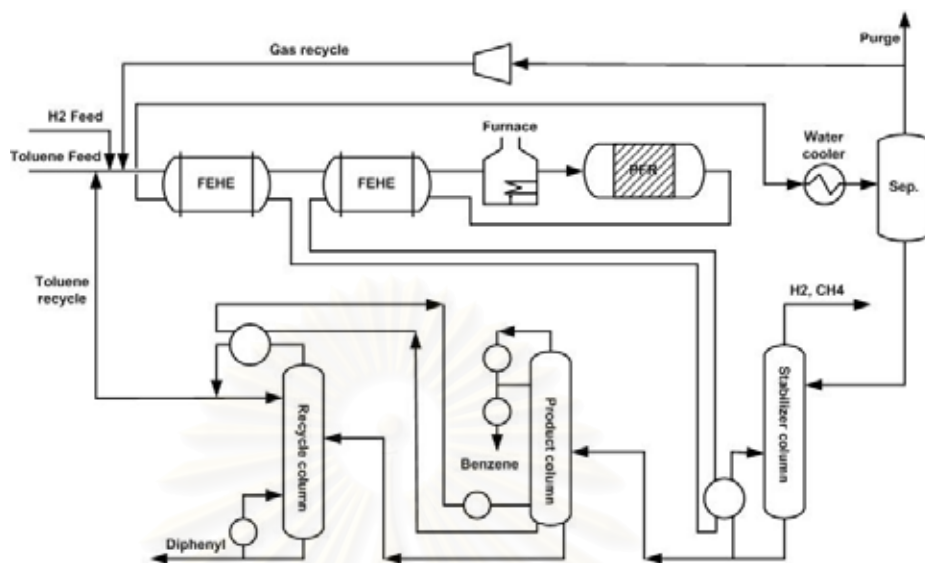 Purge
Gas recycle
H2 Feed
Toluene Feed
Furnace
Water
cooler
FEHE
FEHE
PFR
Sep.
Toluene
recycle
H2, CH4
Recycle column
Product column
Stabilizer column
Benzene
Diphenyl